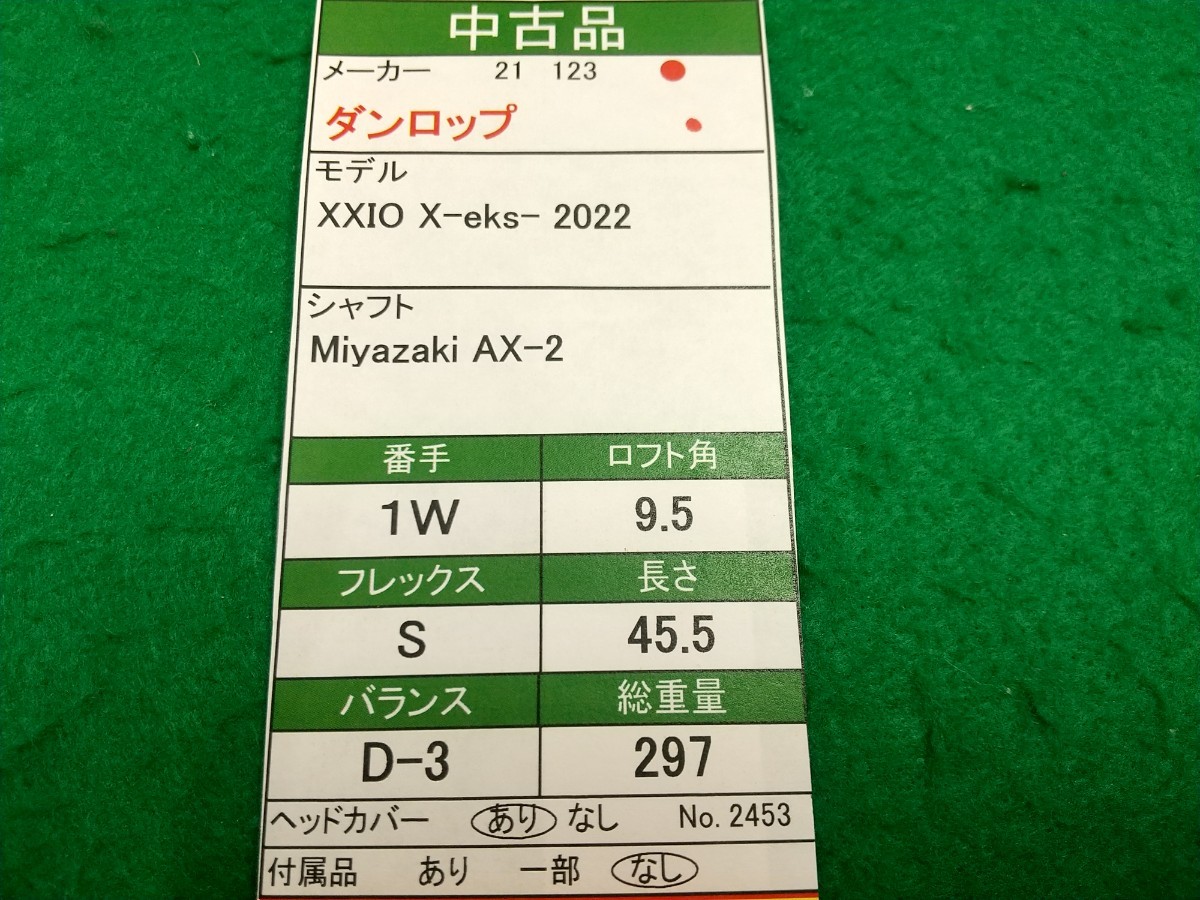 中古品
メーカー 21 123
ダンロップ
モデル
XXIO X-eks- 2022
シャフト
Miyazaki AX-2
番手 ロフト角
1W 9.5
フレックス 長さ
S 45.5
バランス 総重量
D-3 297
ヘッドカバー あり なし No. 2453
付属品 あり 一部 なし